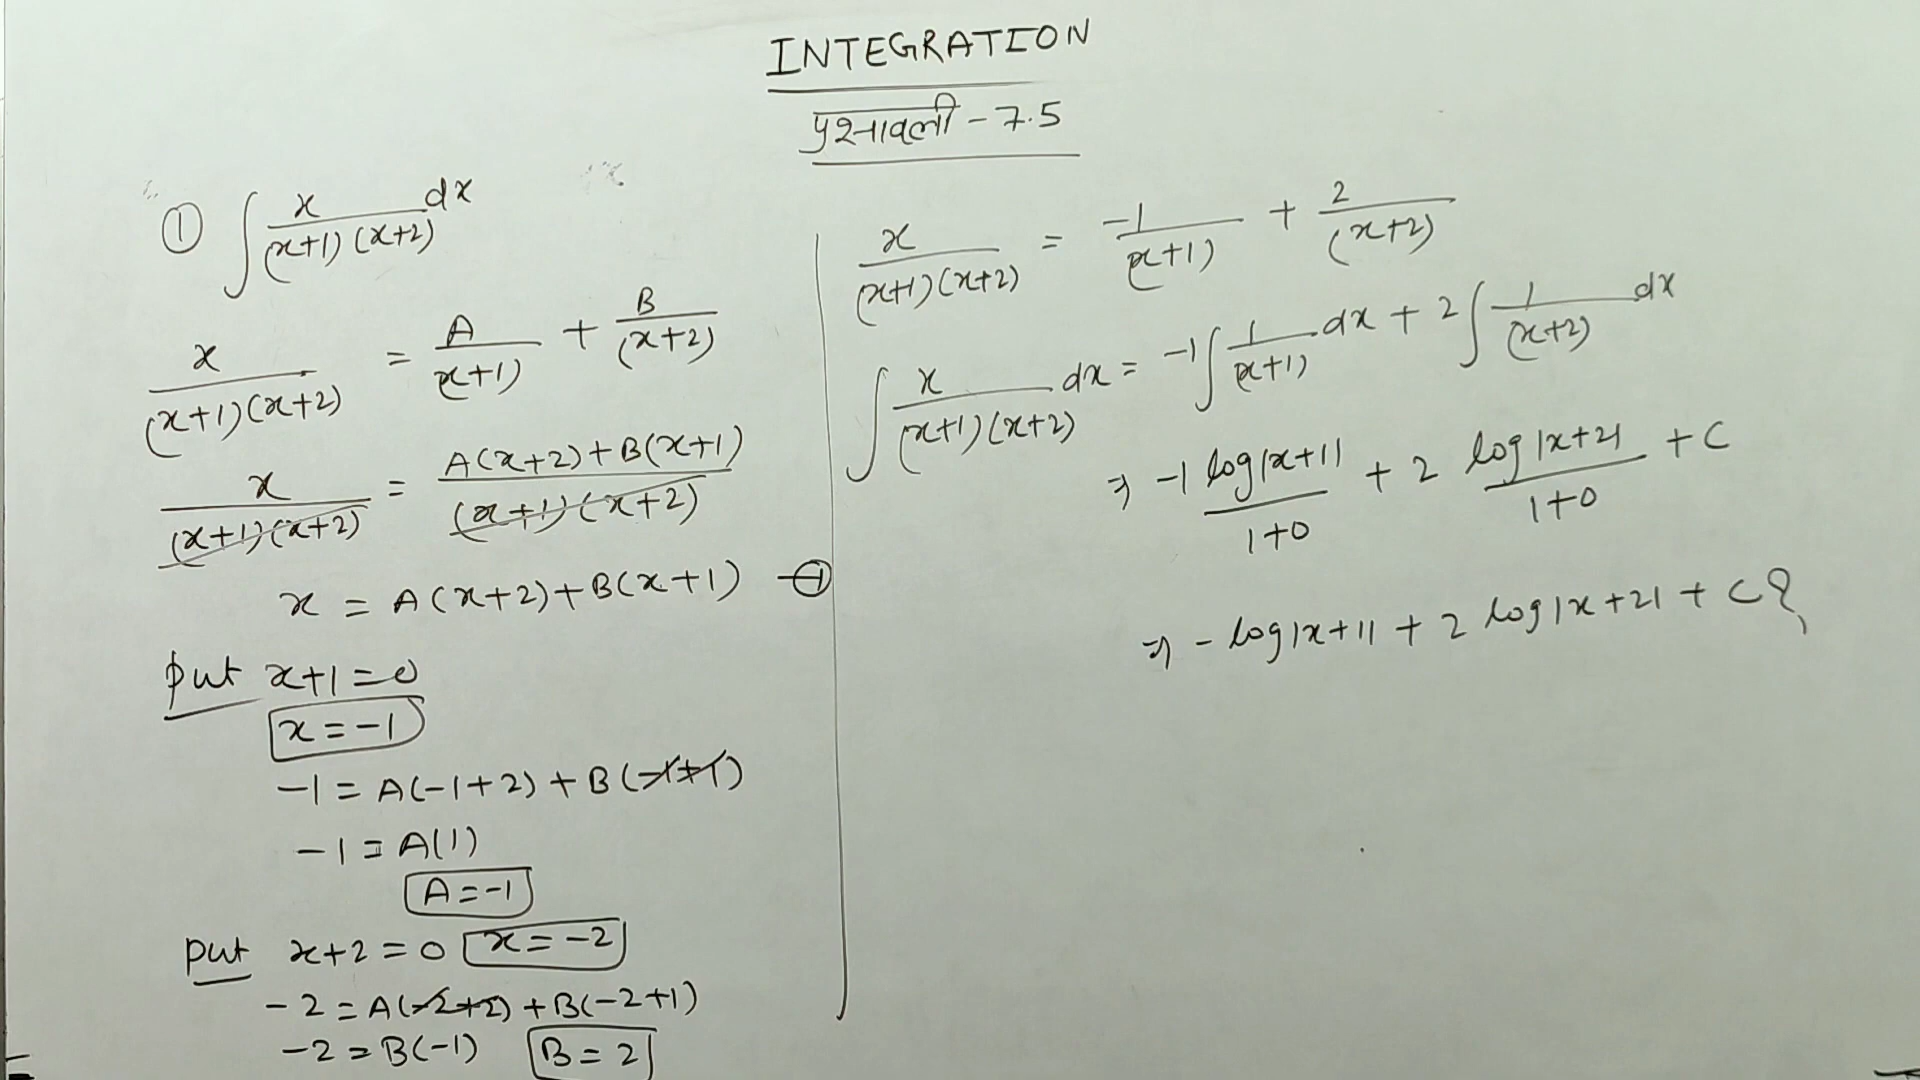 INTEGRATION
प्रश्नावली - 7.5
① ∫ x/((x+1)(x+2)) dx
x/((x+1)(x+2)) = A/(x+1) + B/(x+2)
x/((x+1)(x+2)) = (A(x+2)+B(x+1))/((x+1)(x+2))
x = A(x+2)+B(x+1) —①
put x+1=0
x=-1
-1 = A(-1+2)+B(-1+1)
-1 = A(1)
A=-1
put x+2=0 x=-2
-2 = A(-2+2)+B(-2+1)
-2 = B(-1) B=2
x/((x+1)(x+2)) = -1/(x+1) + 2/(x+2)
∫ x/((x+1)(x+2)) dx = -1∫ 1/(x+1) dx + 2∫ 1/(x+2) dx
⇒ -1 log|x+1|/(1+0) + 2 log|x+2|/(1+0) + C
⇒ - log|x+1| + 2 log|x+2| + C